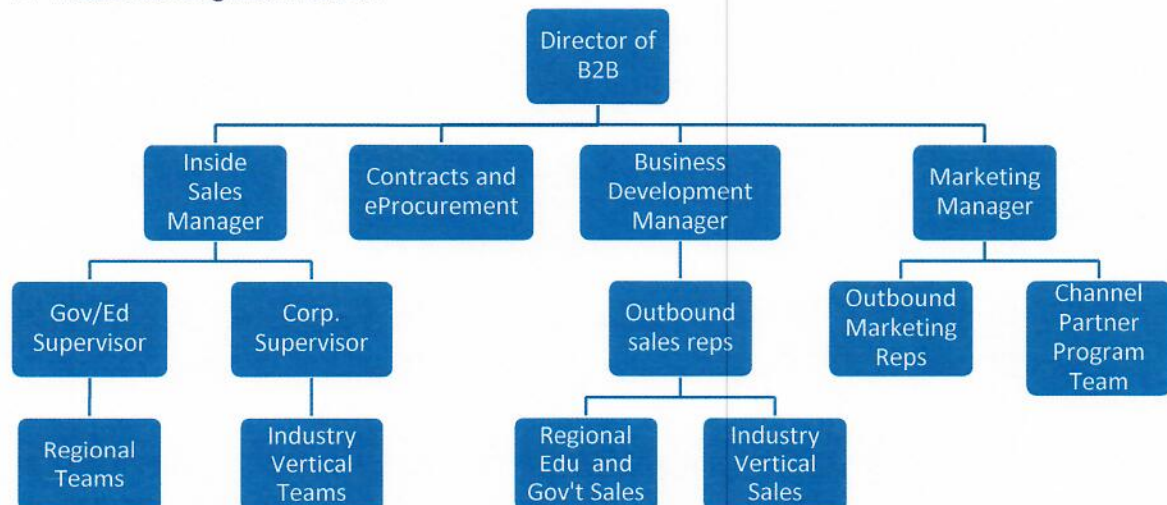 Director of
B2B
Inside
Sales
Manager
Contracts and
eProcurement
Business
Development
Manager
Marketing
Manager
Gov/Ed
Supervisor
Corp.
Supervisor
Outbound
sales reps
Outbound
Marketing
Reps
Channel
Partner
Program
Team
Regional
Teams
Industry
Vertical
Teams
Regional
Edu and
Gov't Sales
Industry
Vertical
Sales